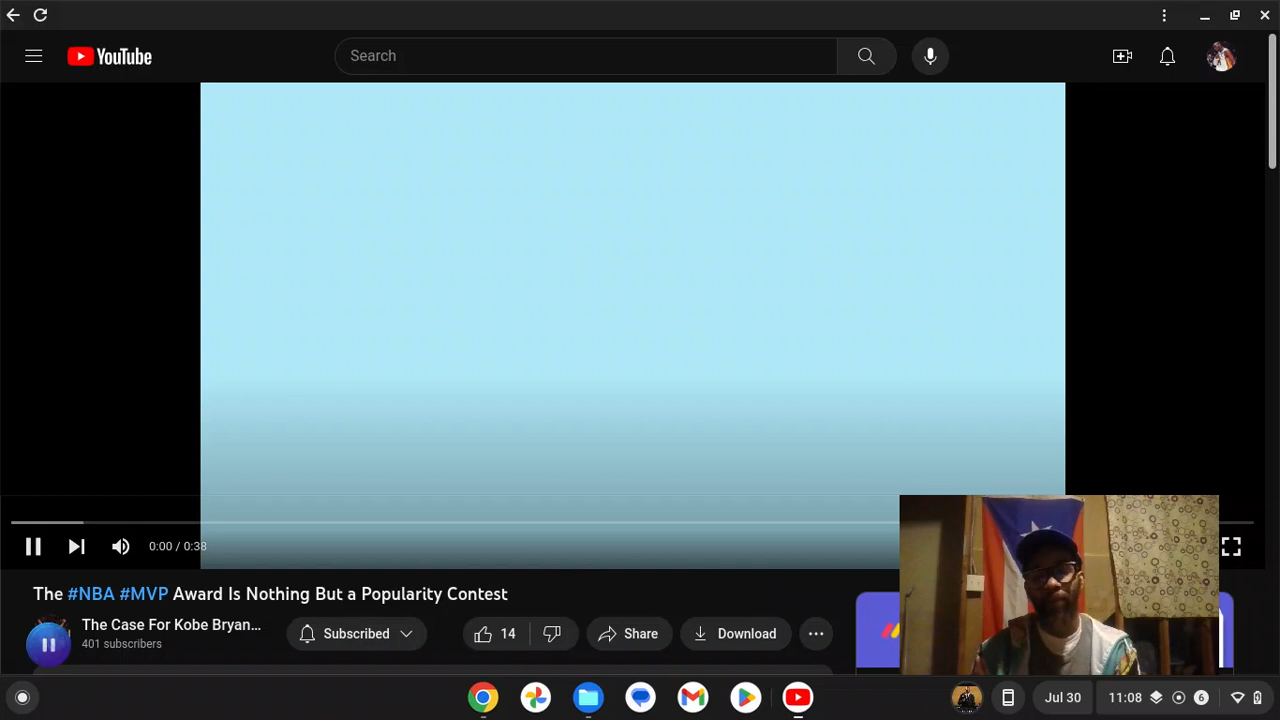 YouTube
Search
0:00 / 0:38
The #NBA #MVP Award Is Nothing But a Popularity Contest
The Case For Kobe Bryan...
401 subscribers
Subscribed
14
Share
Download
Jul 30
11:08
6